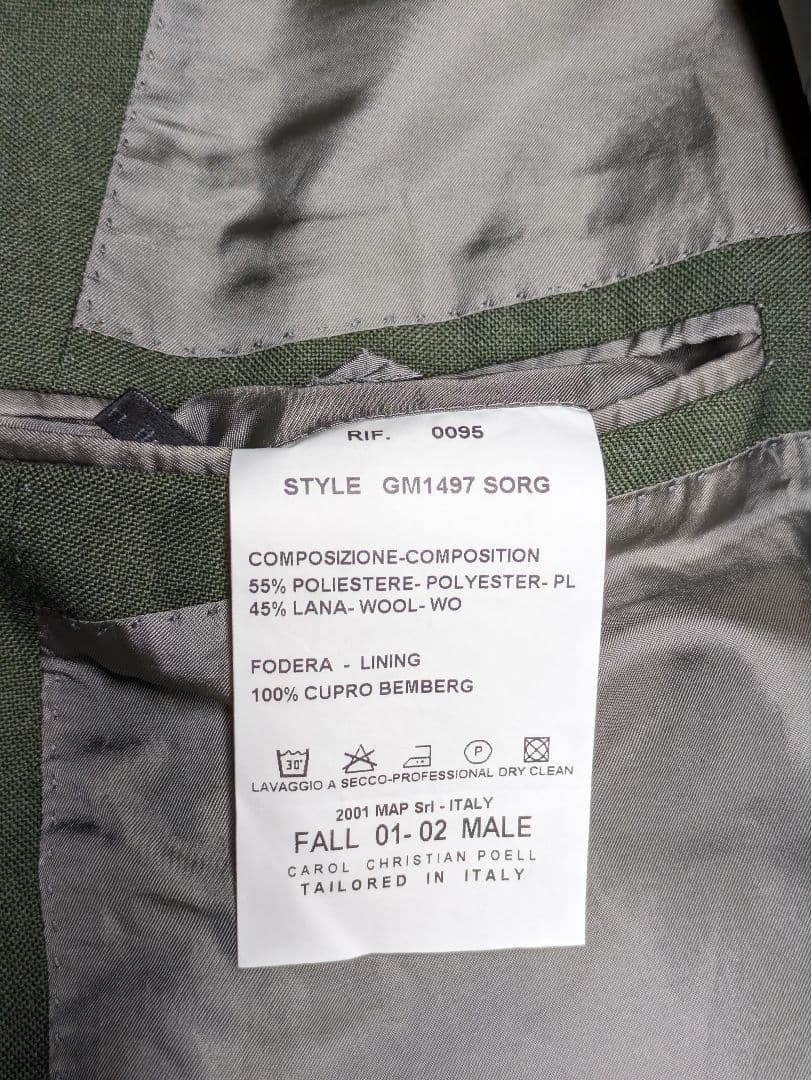 RIF. 0095
STYLE GM1497 SORG
COMPOSIZIONE-COMPOSITION
55% POLIESTERE- POLYESTER- PL
45% LANA- WOOL- WO
FODERA - LINING
100% CUPRO BEMBERG
30° P
LAVAGGIO A SECCO-PROFESSIONAL DRY CLEAN
2001 MAP Srl - ITALY
FALL 01- 02 MALE
CAROL CHRISTIAN POELL
TAILORED IN ITALY